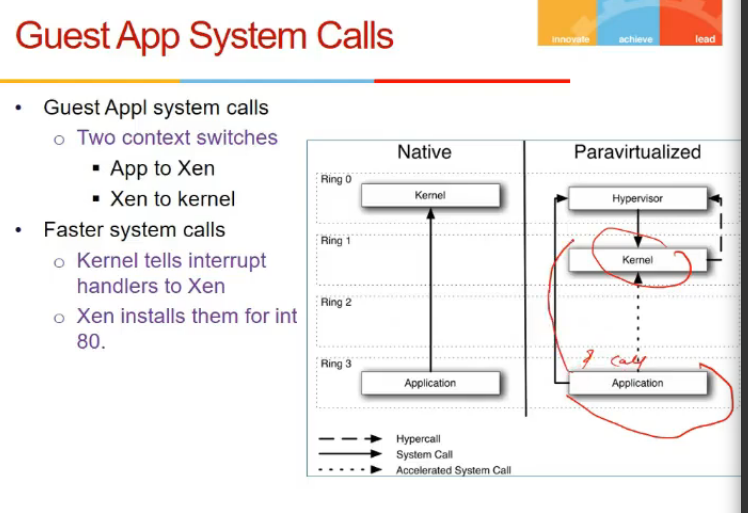 Guest App System Calls
innovate achieve lead
• Guest Appl system calls
o Two context switches
▪ App to Xen
▪ Xen to kernel
• Faster system calls
o Kernel tells interrupt
handlers to Xen
o Xen installs them for int
80.
Native
Paravirtualized
Ring 0
Kernel
Hypervisor
Ring 1
Kernel
Ring 2
Ring 3
Application
Application
Hypercall
System Call
Accelerated System Call